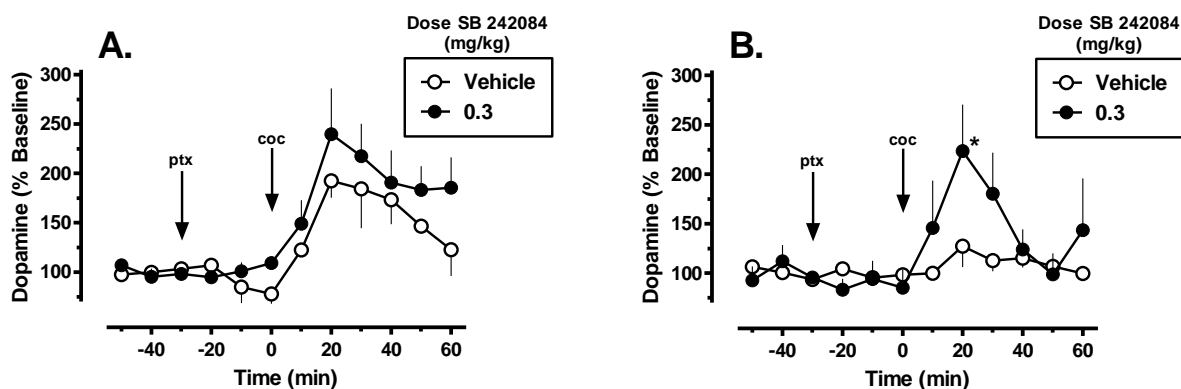 A.
Dose SB 242084
(mg/kg)
Vehicle
0.3
Dopamine (% Baseline)
300
250
200
150
100
ptx
coc
-40 -20 0 20 40 60
Time (min)
B.
Dose SB 242084
(mg/kg)
Vehicle
0.3
Dopamine (% Baseline)
300
250
200
150
100
ptx
coc
*
-40 -20 0 20 40 60
Time (min)